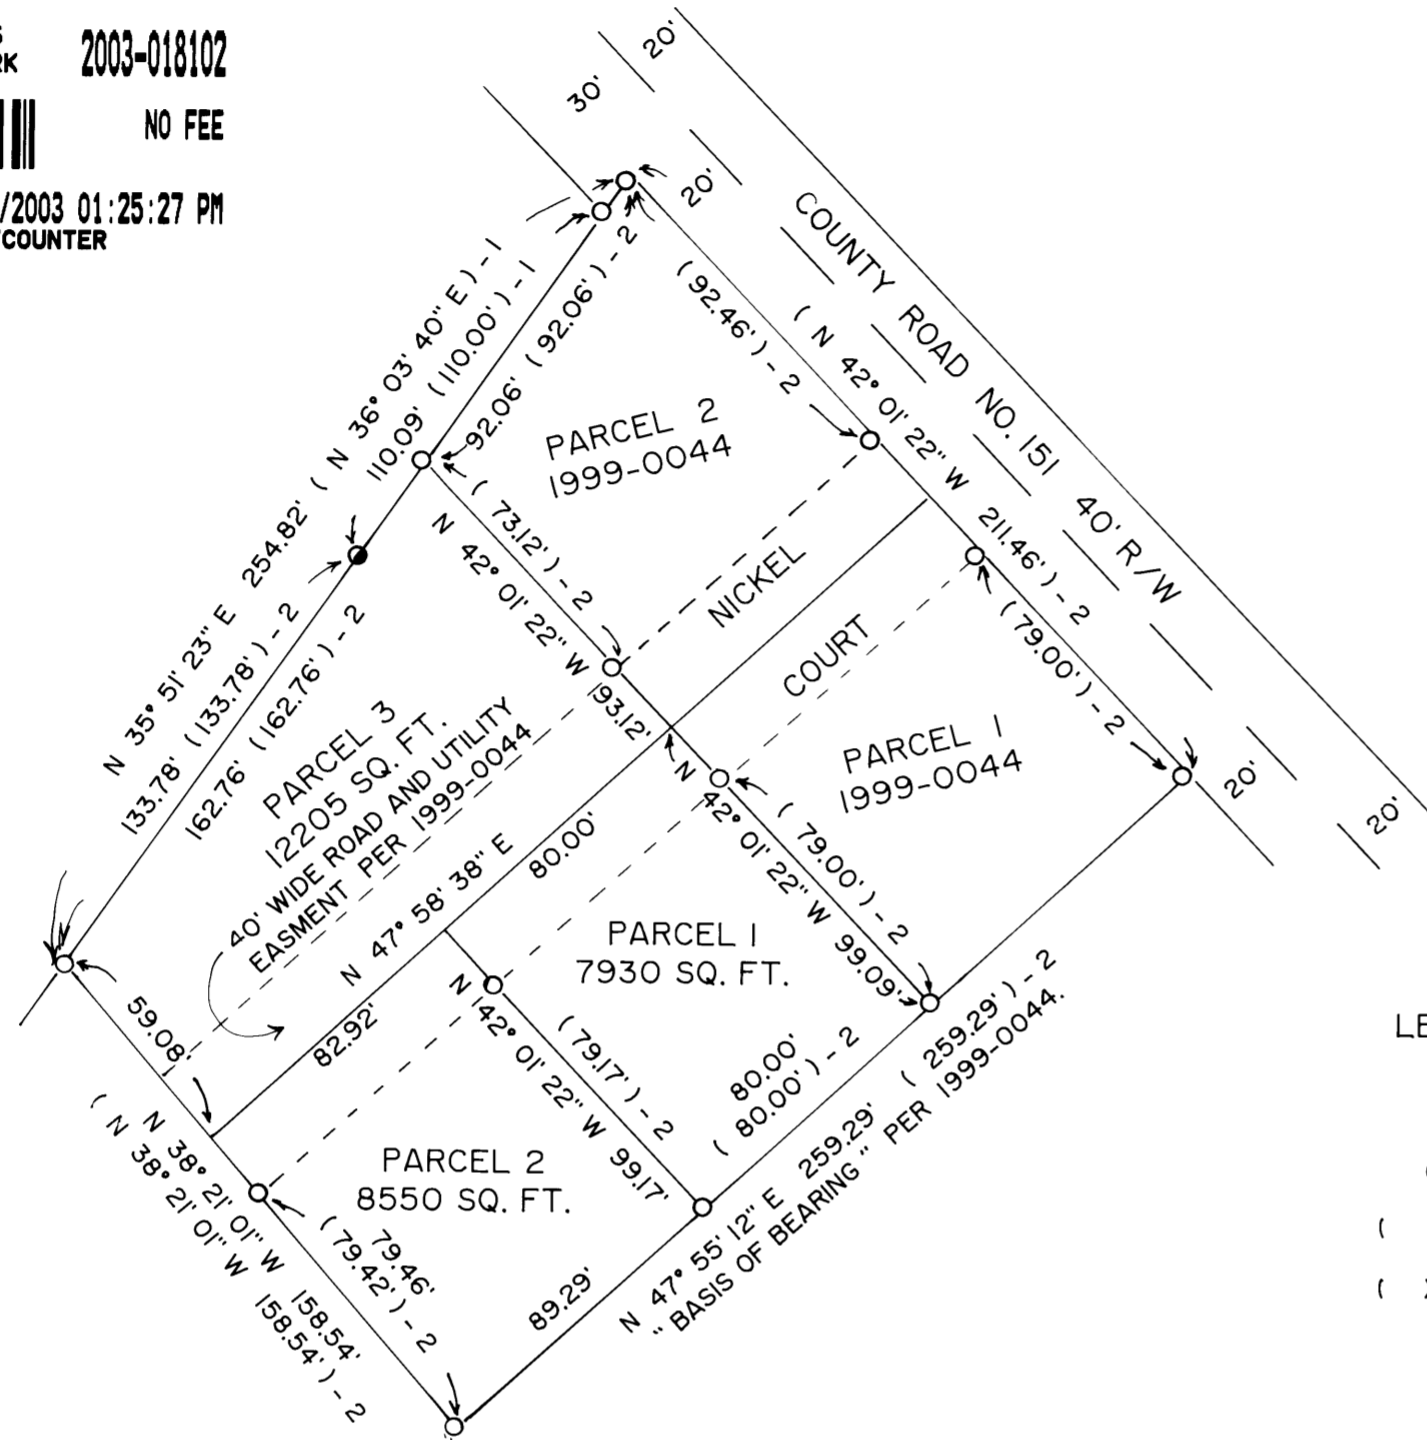 2003-018102
RK
NO FEE
/2003 01:25:27 PM
COUNTER
20'
30'
20'
COUNTY ROAD NO. 151 40' R/W
( N 42° 01' 22" W 211.46' ) - 2
(92.46') - 2
N 35° 51' 23" E 254.82' ( N 36° 03' 40" E ) - 1
110.09' (110.00') - 1
92.06' ( 92.06' ) - 2
PARCEL 2
1999-0044
( 73.12' ) - 2
N 42° 01' 22" W 193.12'
NICKEL
COURT
( 79.00' ) - 2
20'
20'
133.78' ( 133.78' ) - 2
162.76' ( 162.76' ) - 2
PARCEL 3
12205 SQ. FT.
40' WIDE ROAD AND UTILITY
EASMENT PER 1999-0044
PARCEL 1
1999-0044
( 79.00' ) - 2
N 42° 01' 22" W 99.09'
N 47° 58' 38" E
80.00'
82.92'
PARCEL 1
7930 SQ. FT.
59.08'
( 79.17' ) - 2
N 42° 01' 22" W 99.17'
80.00'
( 80.00' ) - 2
( 259.29' ) - 2
N 47° 55' 12" E 259.29'
" BASIS OF BEARING " PER 1999-0044.
LE
PARCEL 2
8550 SQ. FT.
N 38° 21' 01" W 158.54'
( N 38° 21' 01" W 158.54' ) - 2
79.46'
( 79.42' ) - 2
89.29'
(
(